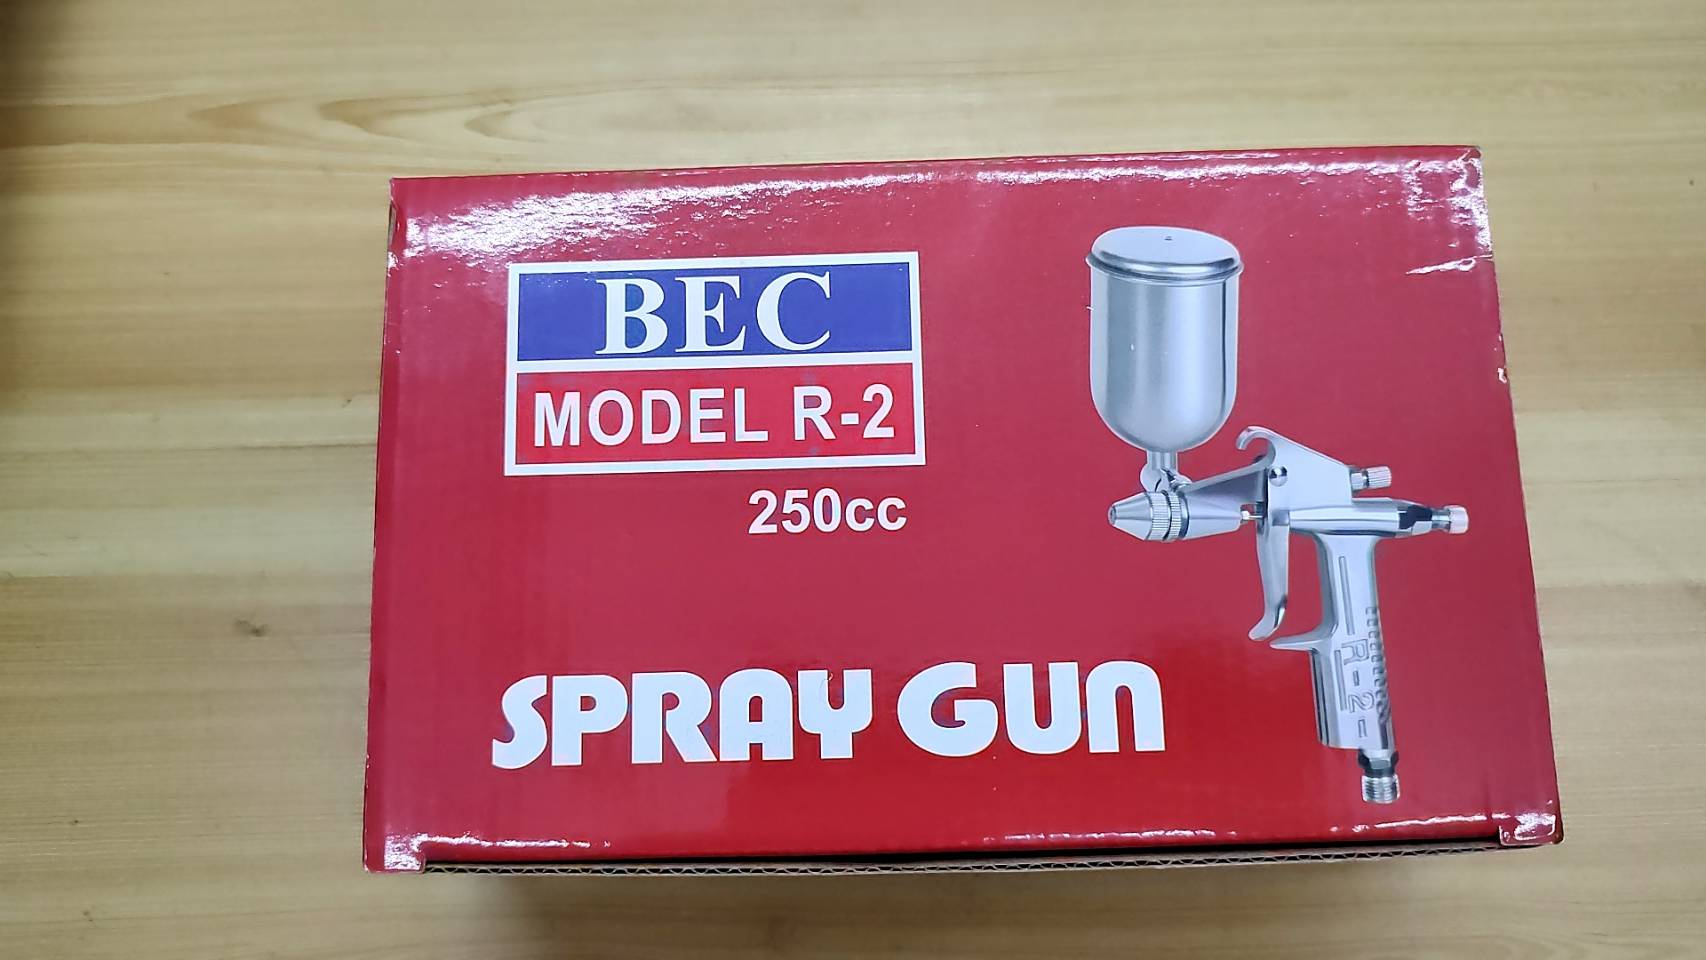 BEC
MODEL R-2
250cc
SPRAY GUN
R-2